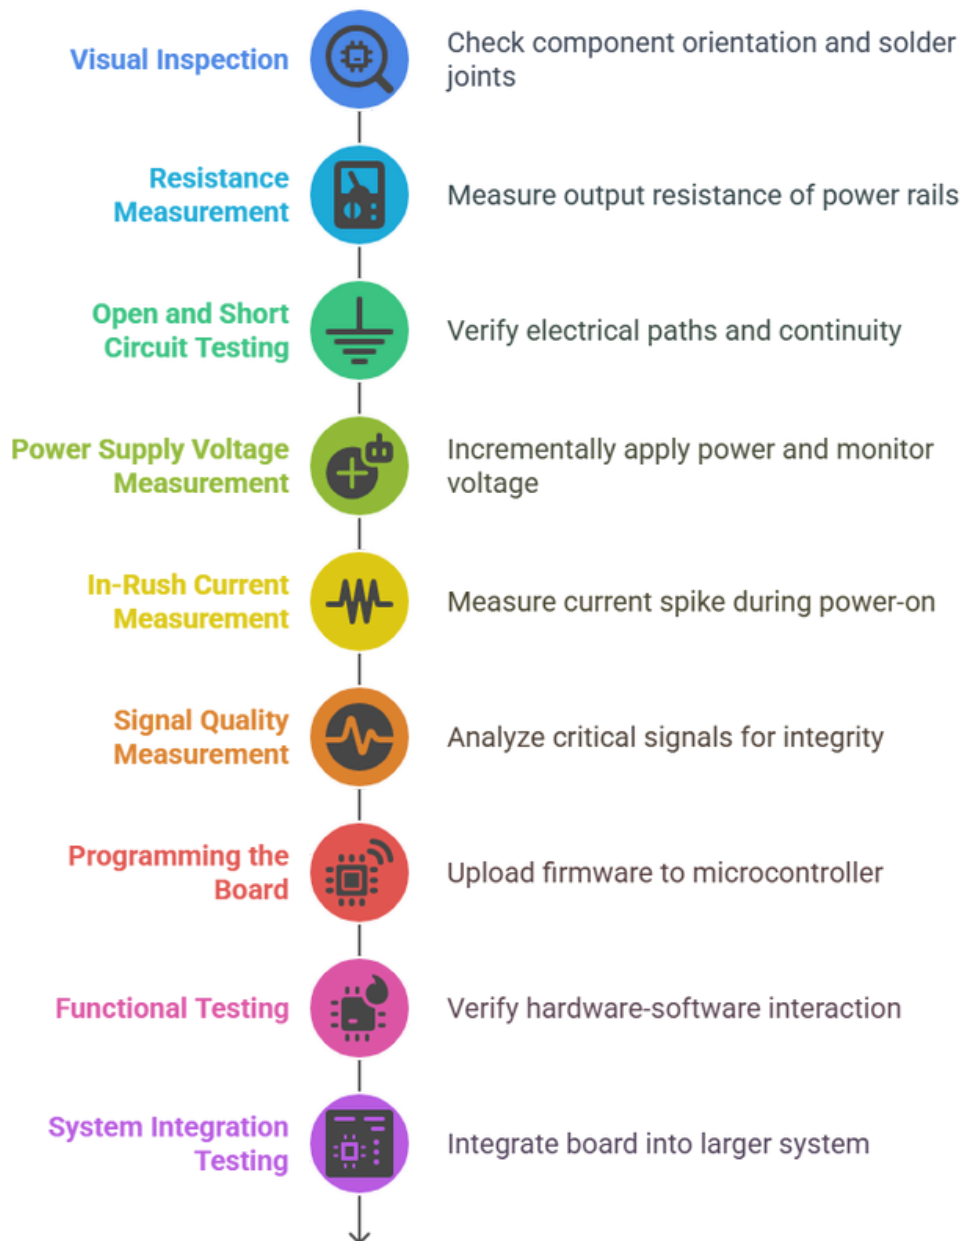 Visual Inspection
Check component orientation and solder
joints
Resistance
Measurement
Measure output resistance of power rails
Open and Short
Circuit Testing
Verify electrical paths and continuity
Power Supply Voltage
Measurement
Incrementally apply power and monitor
voltage
In-Rush Current
Measurement
Measure current spike during power-on
Signal Quality
Measurement
Analyze critical signals for integrity
Programming the
Board
Upload firmware to microcontroller
Functional Testing
Verify hardware-software interaction
System Integration
Testing
Integrate board into larger system